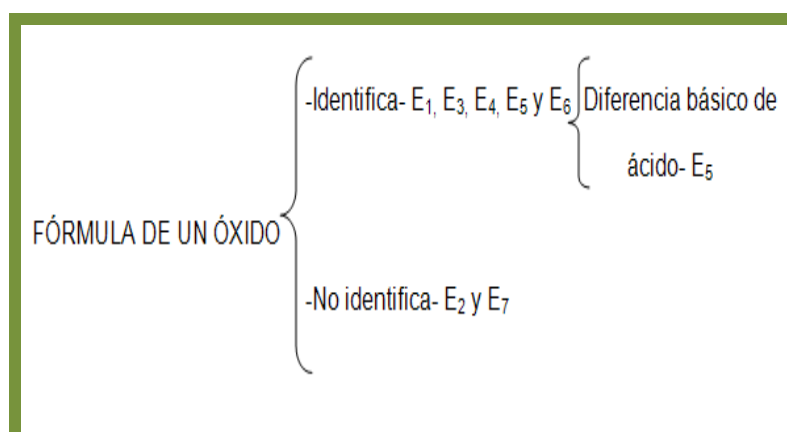 -Identifica- E₁, E₃, E₄, E₅ y E₆
Diferencia básico de
ácido- E₅
FÓRMULA DE UN ÓXIDO
-No identifica- E₂ y E₇